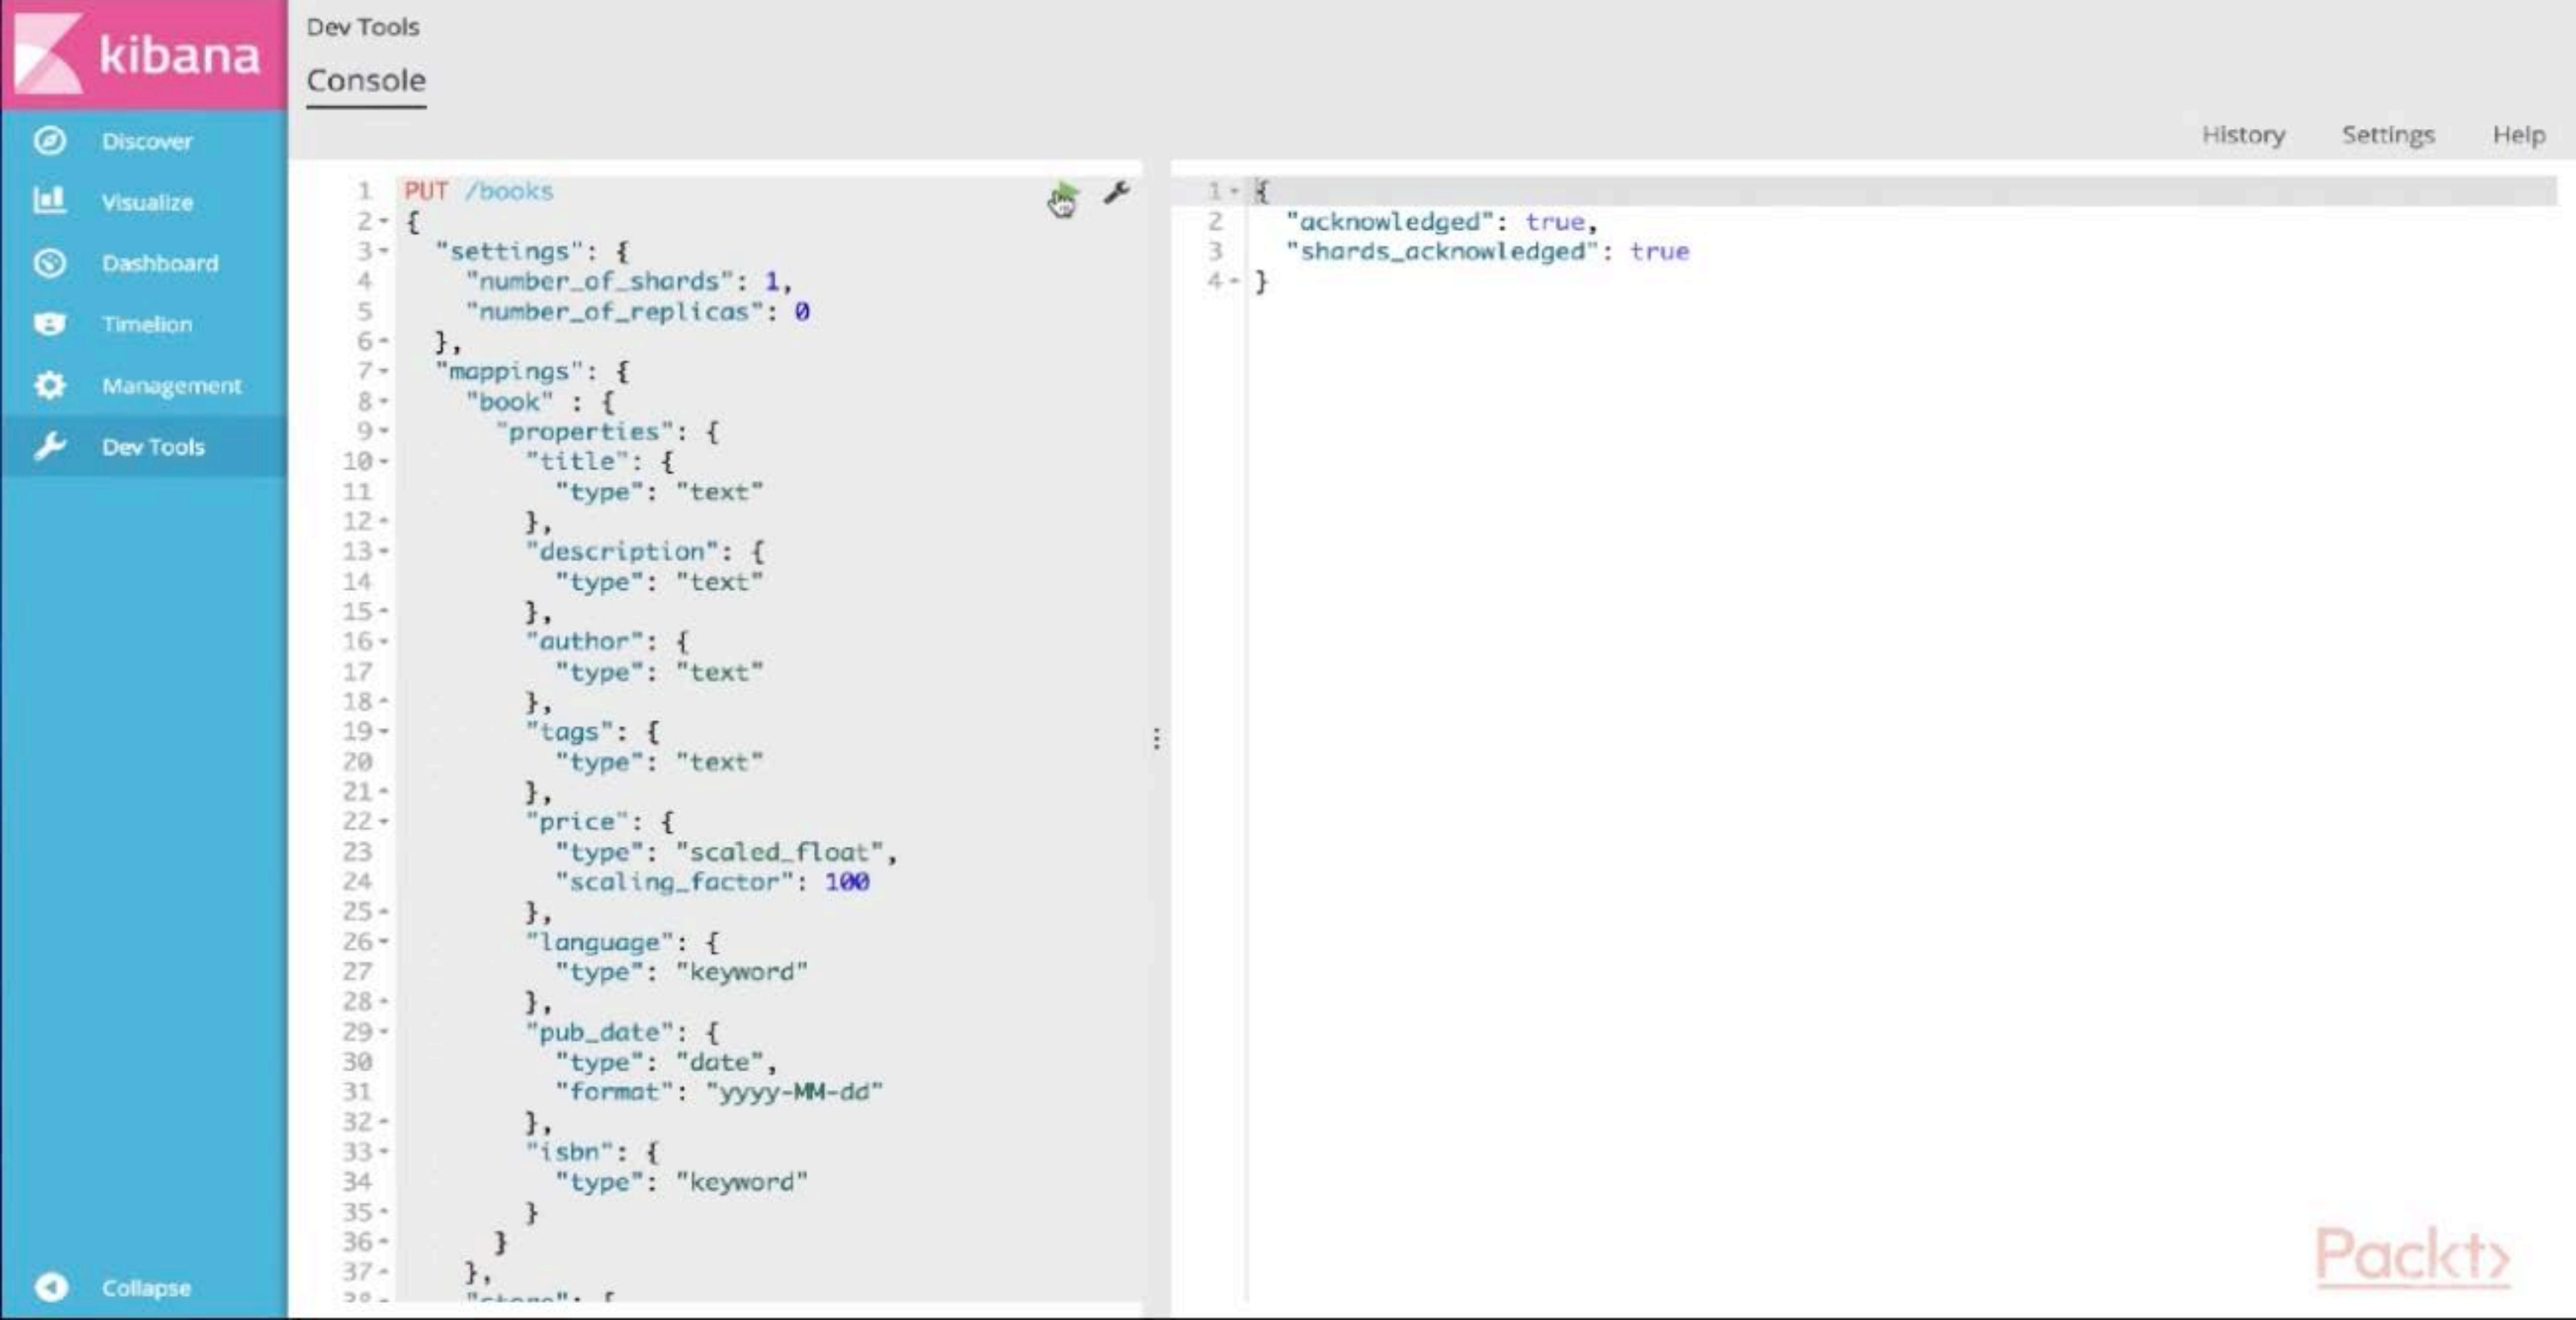 kibana
Discover
Visualize
Dashboard
Timelion
Management
Dev Tools
Collapse
Dev Tools
Console
History Settings Help
1 PUT /books
2 {
3 "settings": {
4 "number_of_shards": 1,
5 "number_of_replicas": 0
6 },
7 "mappings": {
8 "book" : {
9 "properties": {
10 "title": {
11 "type": "text"
12 },
13 "description": {
14 "type": "text"
15 },
16 "author": {
17 "type": "text"
18 },
19 "tags": {
20 "type": "text"
21 },
22 "price": {
23 "type": "scaled_float",
24 "scaling_factor": 100
25 },
26 "language": {
27 "type": "keyword"
28 },
29 "pub_date": {
30 "type": "date",
31 "format": "yyyy-MM-dd"
32 },
33 "isbn": {
34 "type": "keyword"
35 }
36 }
37 },
1 {
2 "acknowledged": true,
3 "shards_acknowledged": true
4 }
Packt>